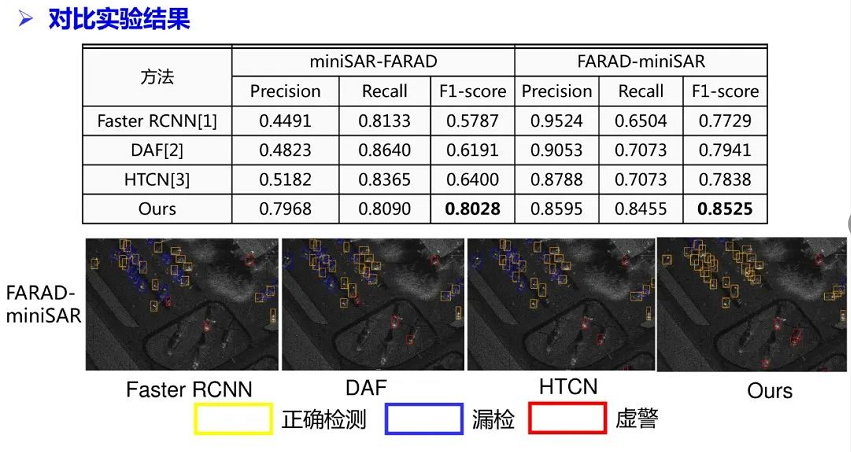 ➢ 对比实验结果
方法 miniSAR-FARAD FARAD-miniSAR
Precision Recall F1-score Precision Recall F1-score
Faster RCNN[1] 0.4491 0.8133 0.5787 0.9524 0.6504 0.7729
DAF[2] 0.4823 0.8640 0.6191 0.9053 0.7073 0.7941
HTCN[3] 0.5182 0.8365 0.6400 0.8788 0.7073 0.7838
Ours 0.7968 0.8090 0.8028 0.8595 0.8455 0.8525
FARAD-
miniSAR
Faster RCNN DAF HTCN Ours
正确检测 漏检 虚警